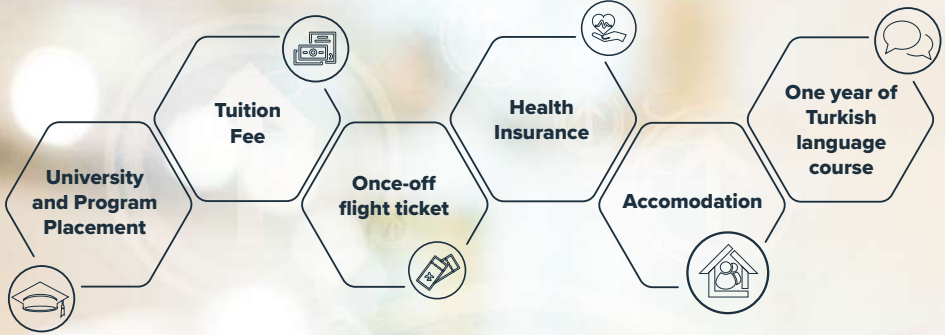 University
and Program
Placement
Tuition
Fee
Once-off
flight ticket
Health
Insurance
Accomodation
One year of
Turkish
language
course